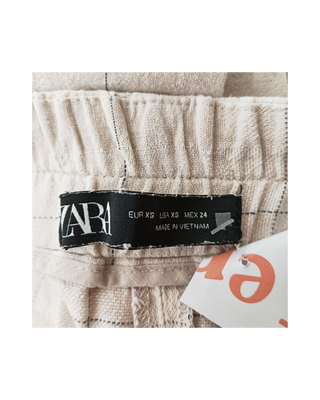 ZARA
EUR XS USA XS MEX 24
MADE IN VIETNAM